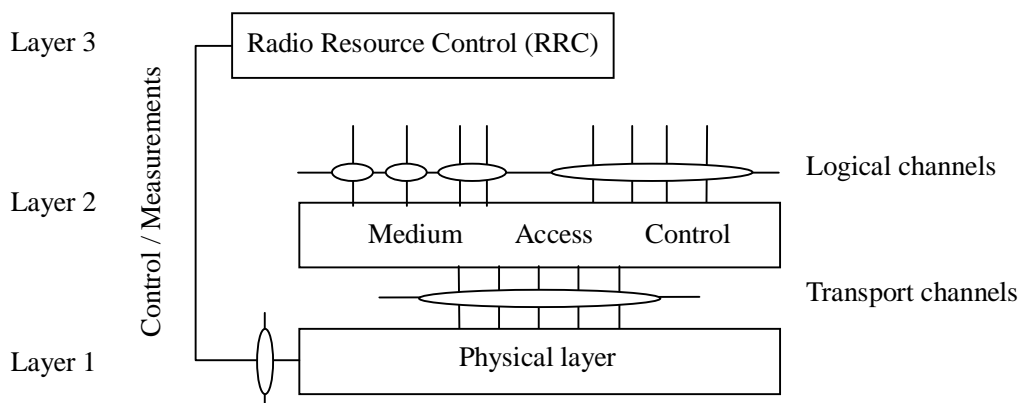 Layer 3
Radio Resource Control (RRC)
Control / Measurements
Logical channels
Layer 2
Medium Access Control
Transport channels
Layer 1
Physical layer